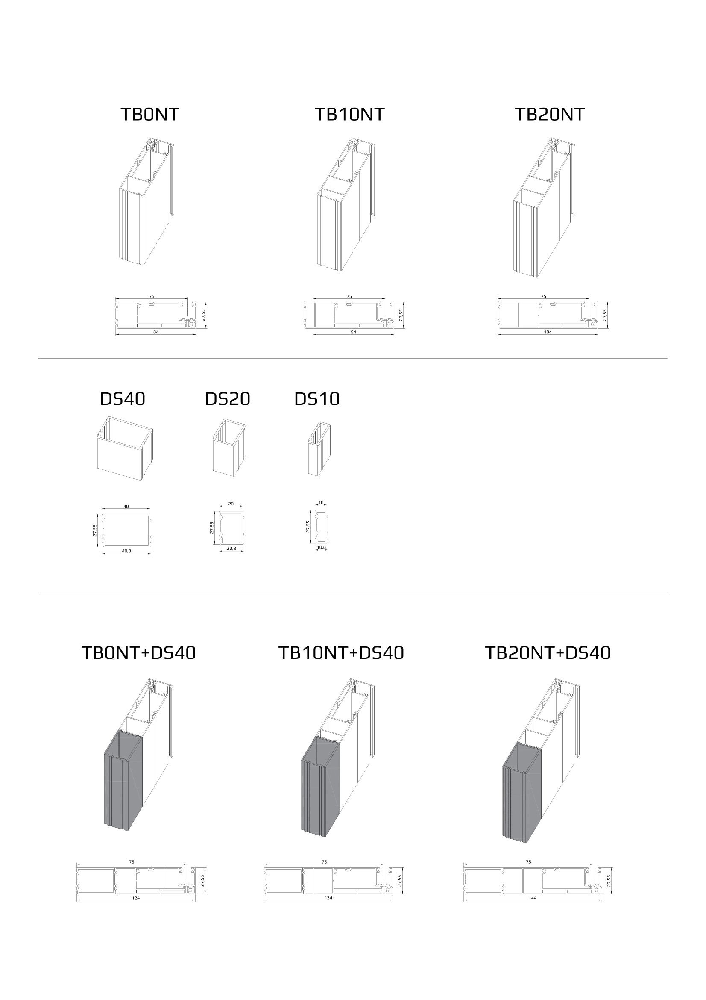 TB0NT TB10NT TB20NT
75 75 75
27,55 27,55 27,55
84 94 104
DS40 DS20 DS10
40 20 10
27,55 27,55 27,55
40,8 20,8 10,8
TB0NT+DS40 TB10NT+DS40 TB20NT+DS40
75 75 75
27,55 27,55 27,55
124 134 144